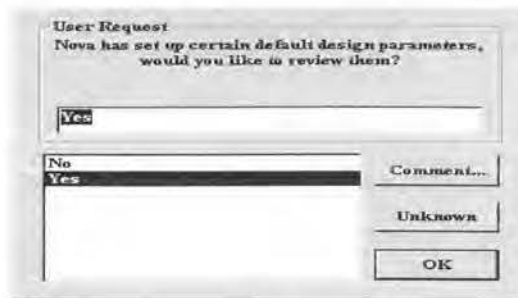 User Request
Nova has set up certain default design parameters,
would you like to review them?
Yes
No
Yes
Comment...
Unknown
OK